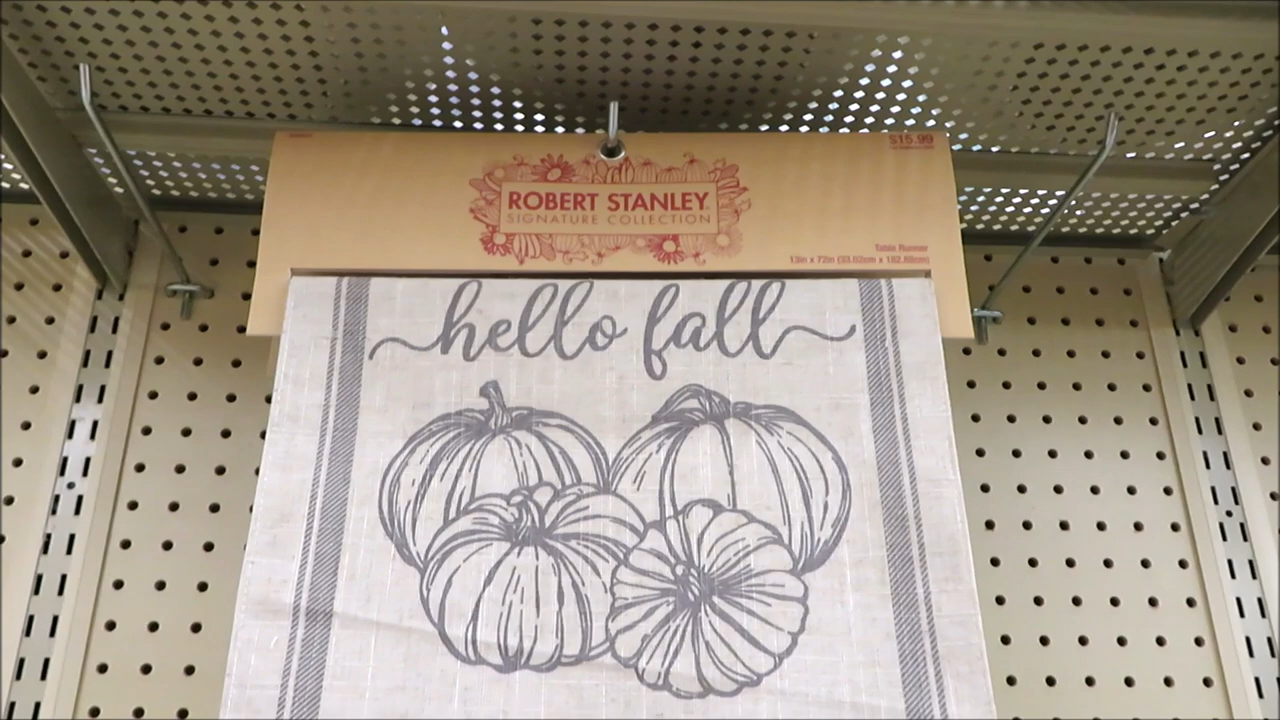 $15.99
ROBERT STANLEY
SIGNATURE COLLECTION
Table Runner
13in x 72in (33.02cm x 182.88cm)
hello fall